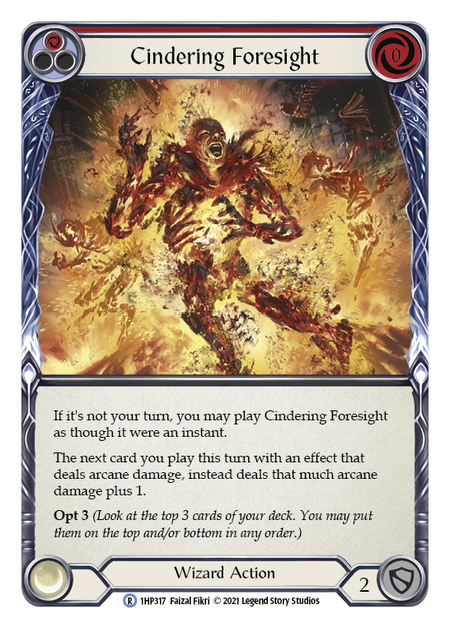 Cindering Foresight
0
If it's not your turn, you may play Cindering Foresight
as though it were an instant.
The next card you play this turn with an effect that
deals arcane damage, instead deals that much arcane
damage plus 1.
Opt 3 (Look at the top 3 cards of your deck. You may put
them on the top and/or bottom in any order.)
Wizard Action
2
R 1HP317 Faizal Fikri © 2021 Legend Story Studios